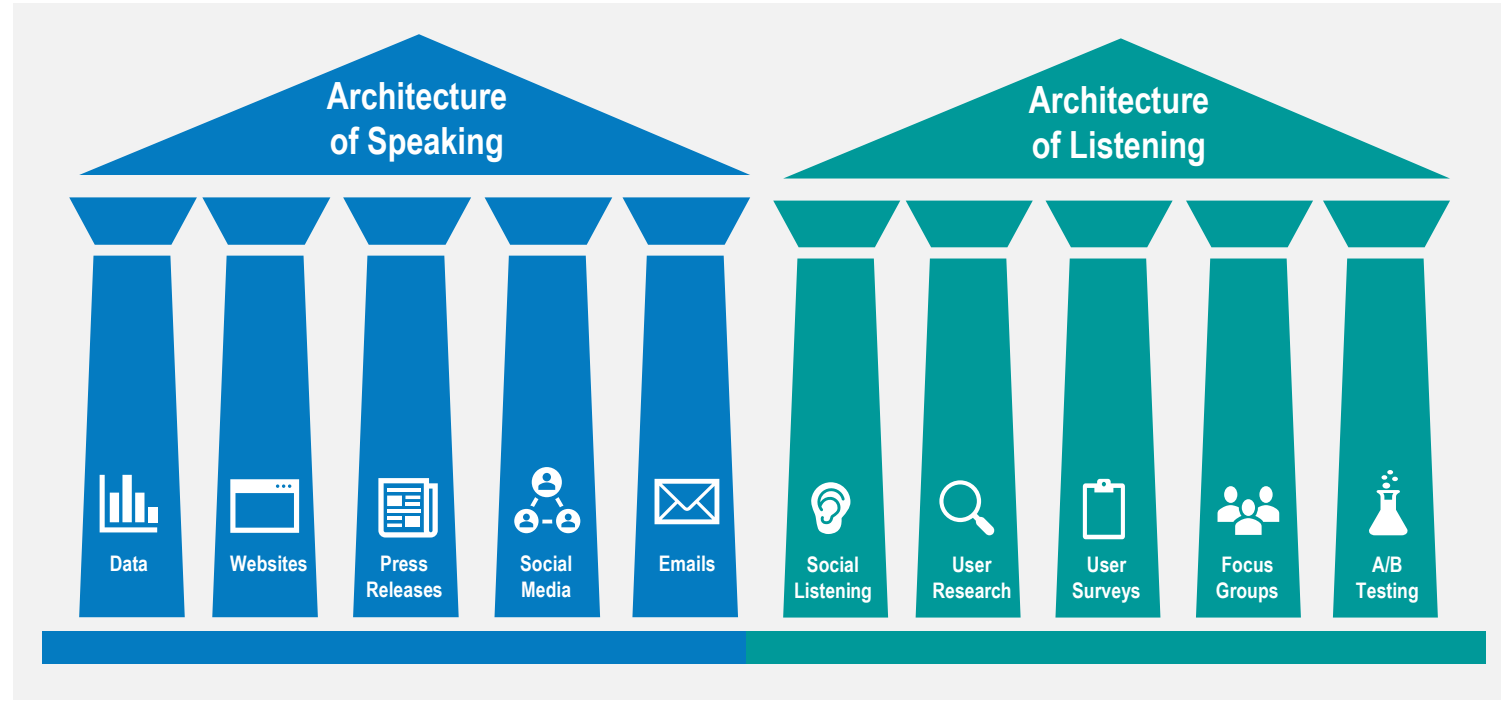 Architecture
of Speaking
Data
Websites
Press
Releases
Social
Media
Emails
Architecture
of Listening
Social
Listening
User
Research
User
Surveys
Focus
Groups
A/B
Testing